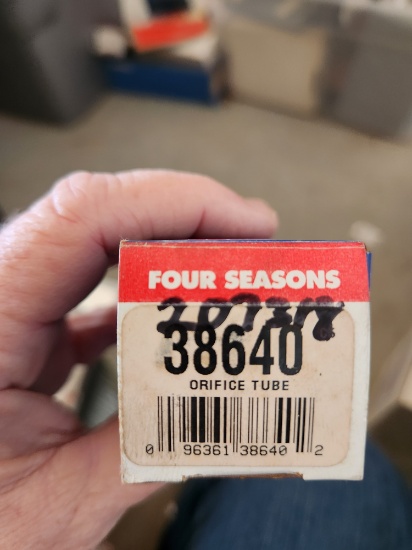 FOUR SEASONS
38640
ORIFICE TUBE
0 96361 38640 2